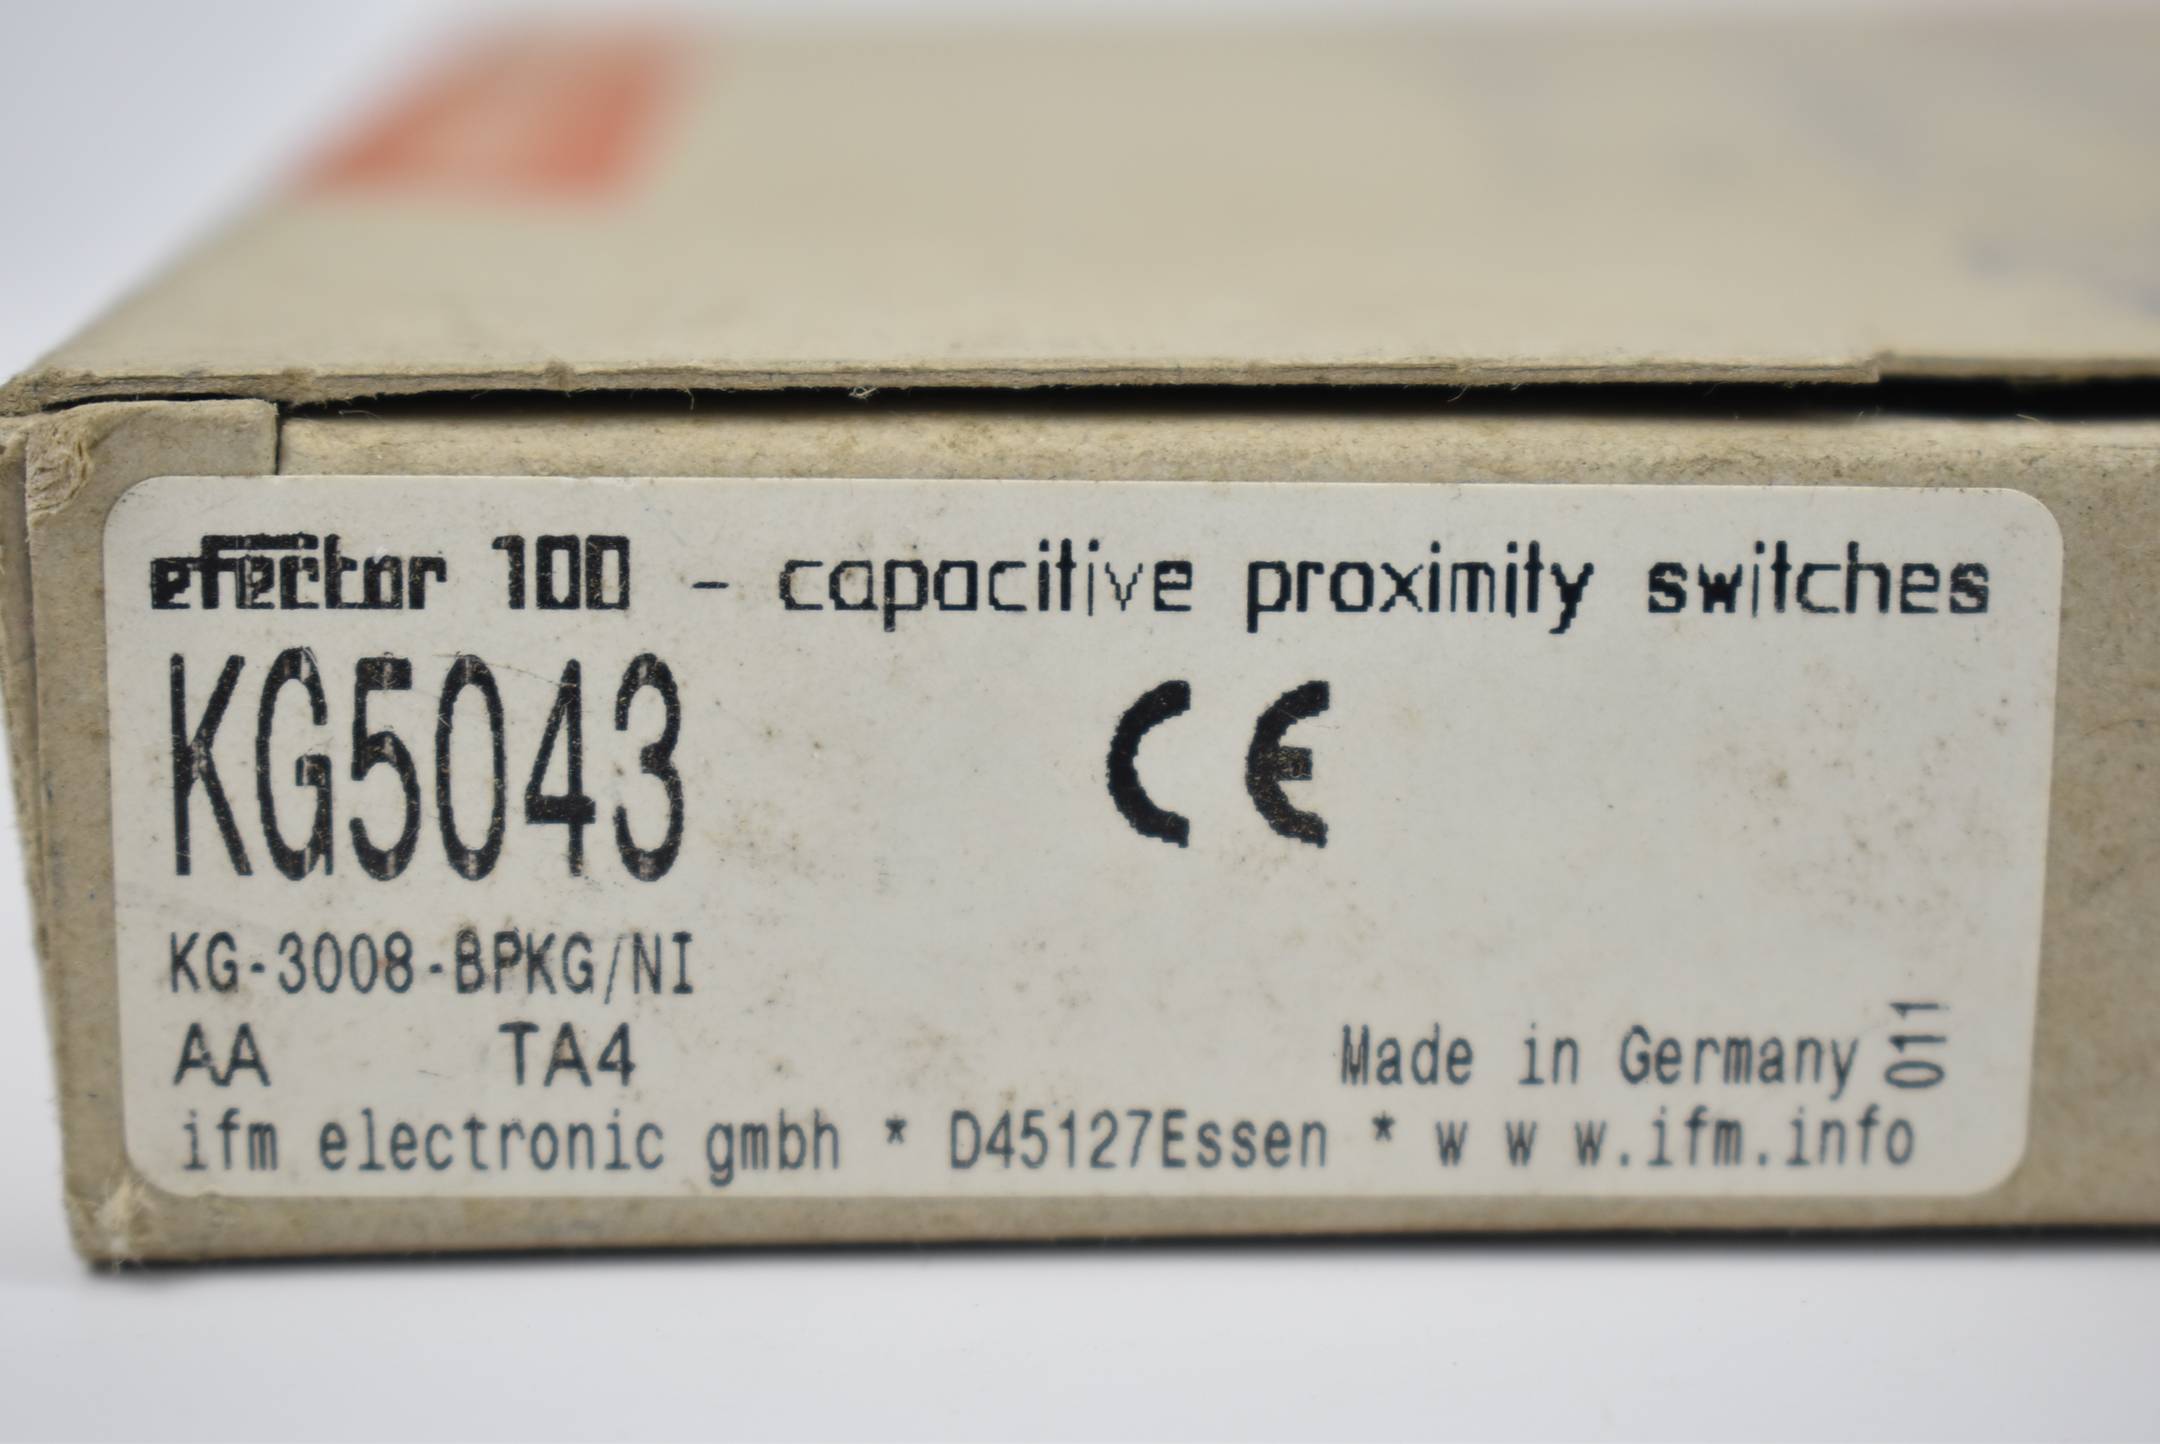 efector 100 - capacitive proximity switches
KG5043
CE
KG-3008-BPKG/NI
AA TA4
Made in Germany 011
ifm electronic gmbh * D45127Essen * w w w.ifm.info